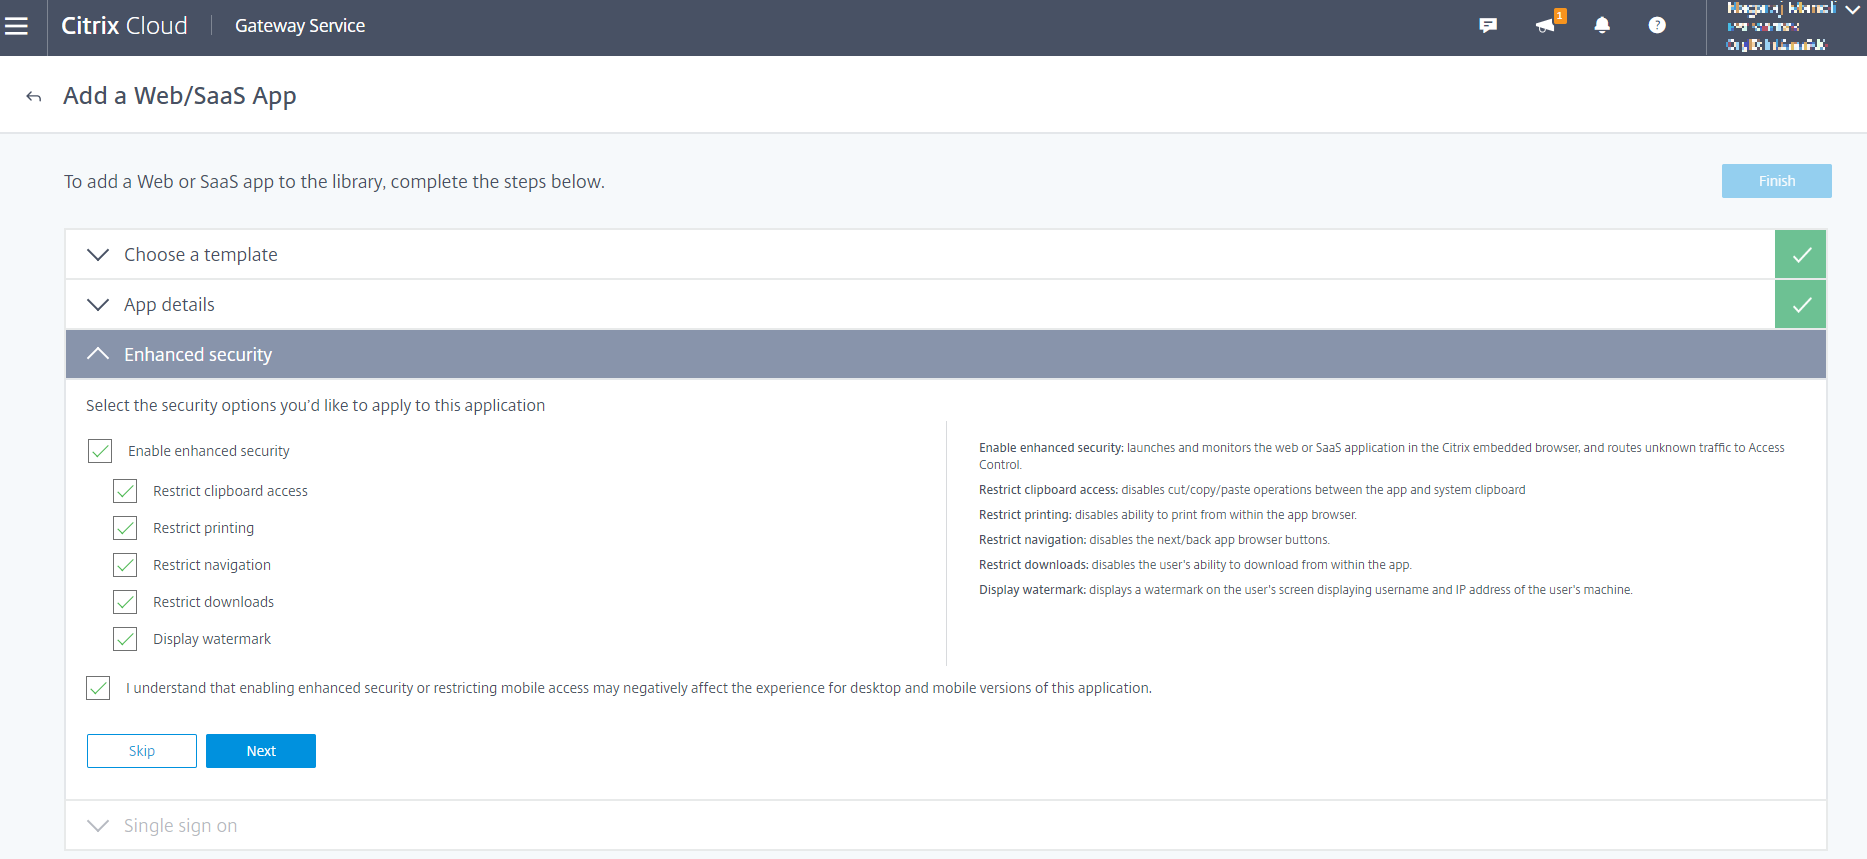 Citrix Cloud
Gateway Service
1
?
Add a Web/SaaS App
To add a Web or SaaS app to the library, complete the steps below.
Finish
Choose a template
App details
Enhanced security
Select the security options you'd like to apply to this application
Enable enhanced security
Restrict clipboard access
Restrict printing
Restrict navigation
Restrict downloads
Display watermark
Enable enhanced security: launches and monitors the web or SaaS application in the Citrix embedded browser, and routes unknown traffic to Access
Control.
Restrict clipboard access: disables cut/copy/paste operations between the app and system clipboard
Restrict printing: disables ability to print from within the app browser.
Restrict navigation: disables the next/back app browser buttons.
Restrict downloads: disables the user's ability to download from within the app.
Display watermark: displays a watermark on the user's screen displaying username and IP address of the user's machine.
I understand that enabling enhanced security or restricting mobile access may negatively affect the experience for desktop and mobile versions of this application.
Skip
Next
Single sign on